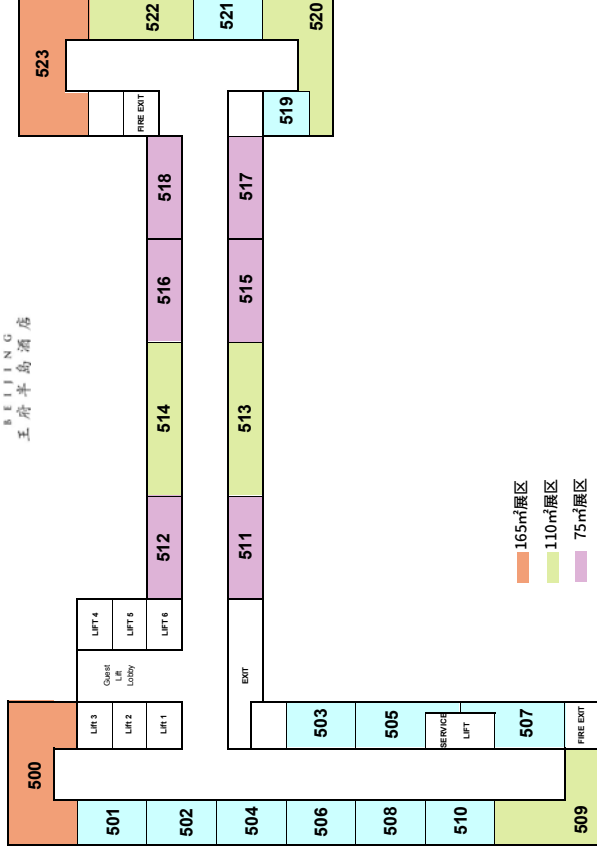 BEIJING
王府半岛酒店
523
522
521
520
519
FIRE EXIT
518
517
516
515
514
513
512
511
LIFT 4
LIFT 5
LIFT 6
Guest
Lift
Lobby
EXIT
Lift 3
Lift 2
Lift 1
500
503
505
SERVICE
LIFT
507
FIRE EXIT
501
502
504
506
508
510
509
165㎡展区
110㎡展区
75㎡展区